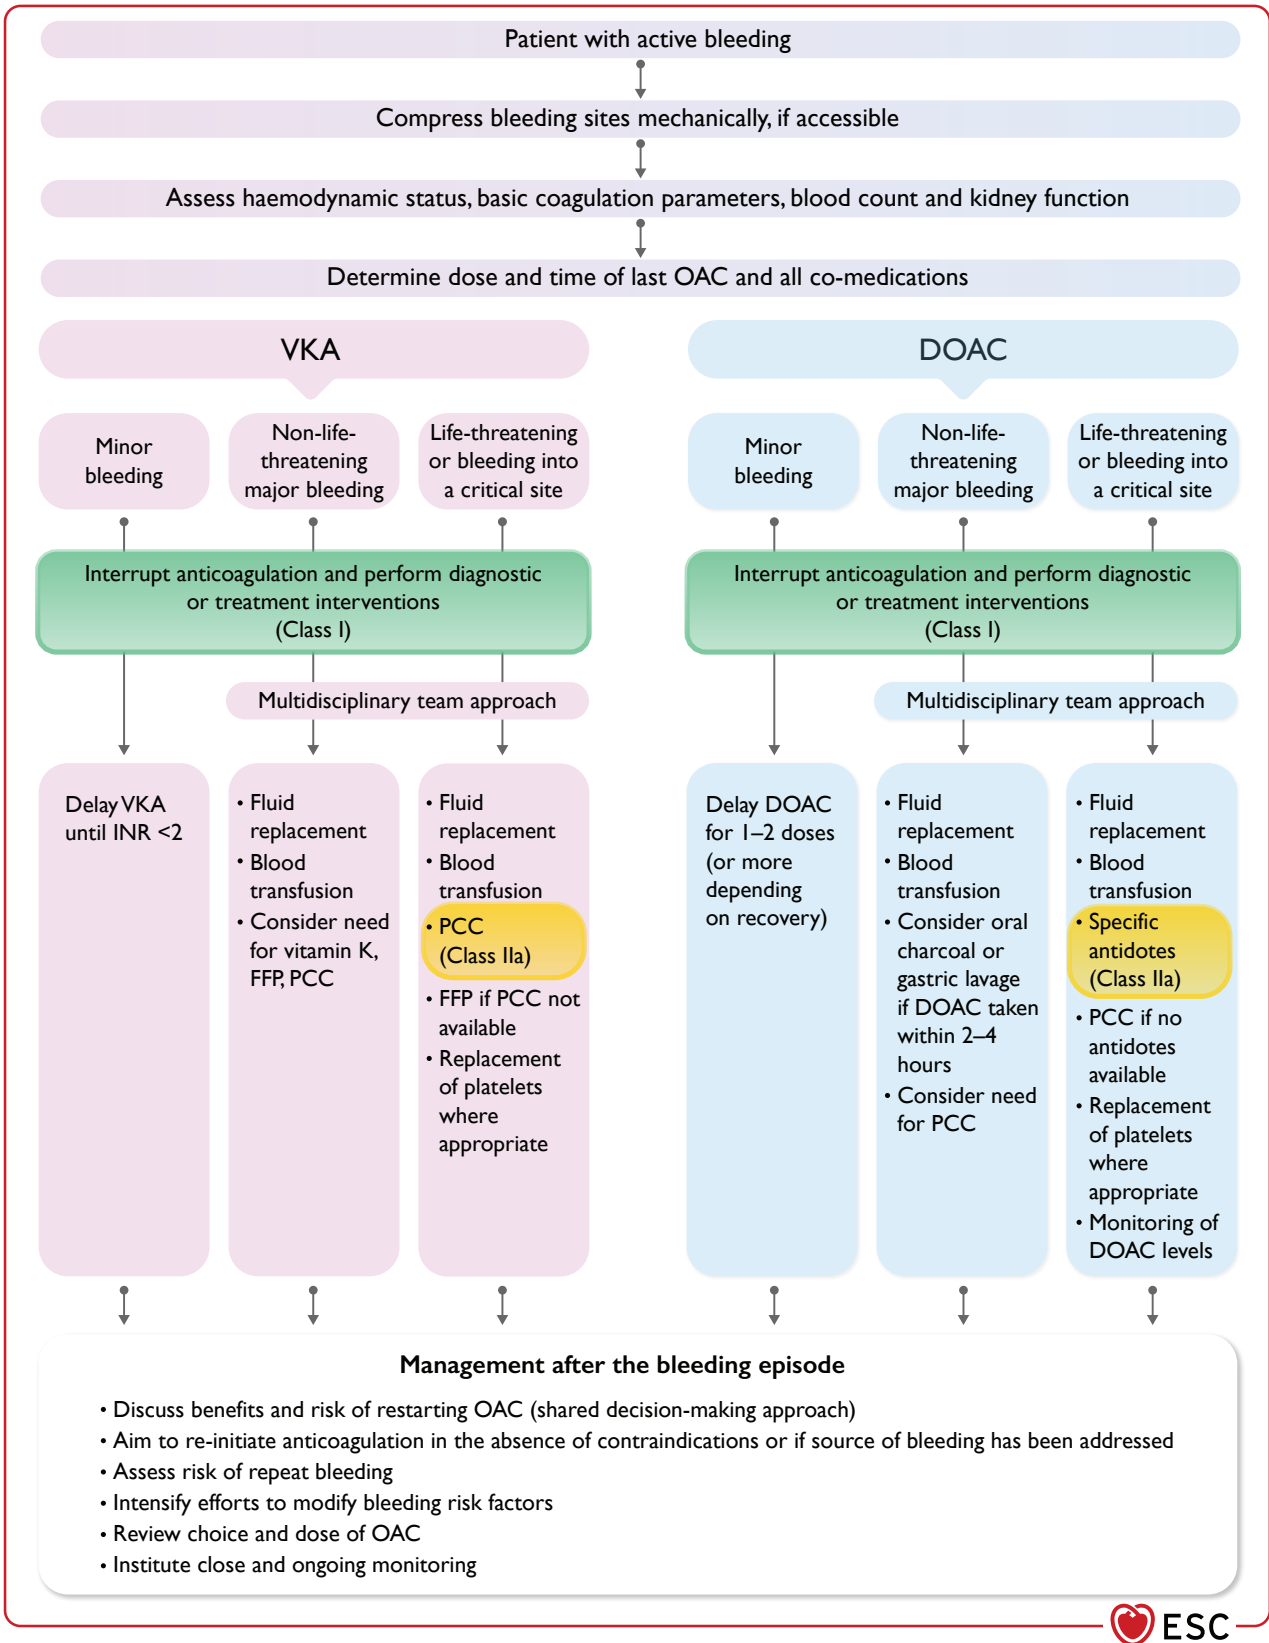 Patient with active bleeding
Compress bleeding sites mechanically, if accessible
Assess haemodynamic status, basic coagulation parameters, blood count and kidney function
Determine dose and time of last OAC and all co-medications
VKA
Minor
bleeding
Non-life-
threatening
major bleeding
Life-threatening
or bleeding into
a critical site
Interrupt anticoagulation and perform diagnostic
or treatment interventions
(Class I)
Multidisciplinary team approach
Delay VKA
until INR <2
• Fluid
replacement
• Blood
transfusion
• Consider need
for vitamin K,
FFP, PCC
• Fluid
replacement
• Blood
transfusion
• PCC
(Class IIa)
• FFP if PCC not
available
• Replacement
of platelets
where
appropriate
DOAC
Minor
bleeding
Non-life-
threatening
major bleeding
Life-threatening
or bleeding into
a critical site
Interrupt anticoagulation and perform diagnostic
or treatment interventions
(Class I)
Multidisciplinary team approach
Delay DOAC
for 1–2 doses
(or more
depending
on recovery)
• Fluid
replacement
• Blood
transfusion
• Consider oral
charcoal or
gastric lavage
if DOAC taken
within 2–4
hours
• Consider need
for PCC
• Fluid
replacement
• Blood
transfusion
• Specific
antidotes
(Class IIa)
• PCC if no
antidotes
available
• Replacement
of platelets
where
appropriate
• Monitoring of
DOAC levels
Management after the bleeding episode
• Discuss benefits and risk of restarting OAC (shared decision-making approach)
• Aim to re-initiate anticoagulation in the absence of contraindications or if source of bleeding has been addressed
• Assess risk of repeat bleeding
• Intensify efforts to modify bleeding risk factors
• Review choice and dose of OAC
• Institute close and ongoing monitoring
ESC